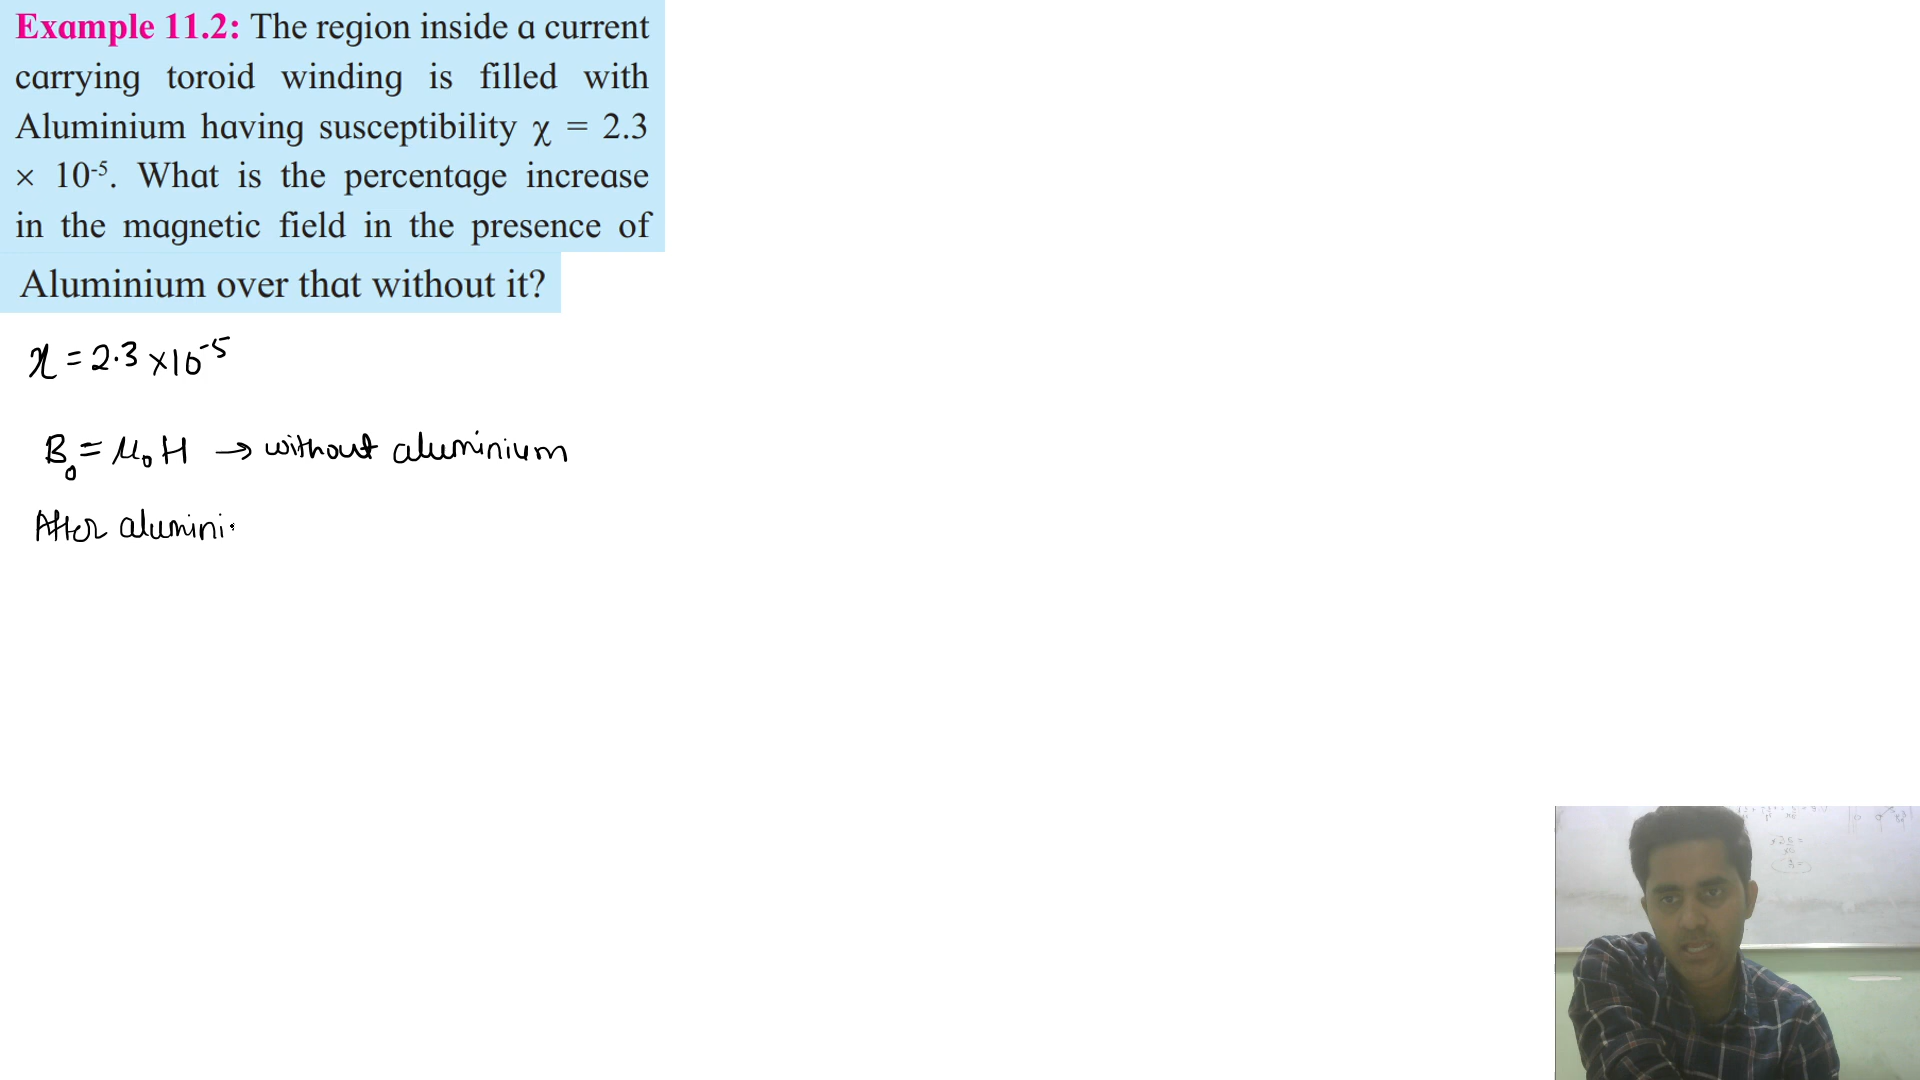 Example 11.2: The region inside a current
carrying toroid winding is filled with
Aluminium having susceptibility χ = 2.3
× 10⁻⁵. What is the percentage increase
in the magnetic field in the presence of
Aluminium over that without it?
χ = 2.3 × 10⁻⁵
B₀ = μ₀ H → without aluminium
After alumini